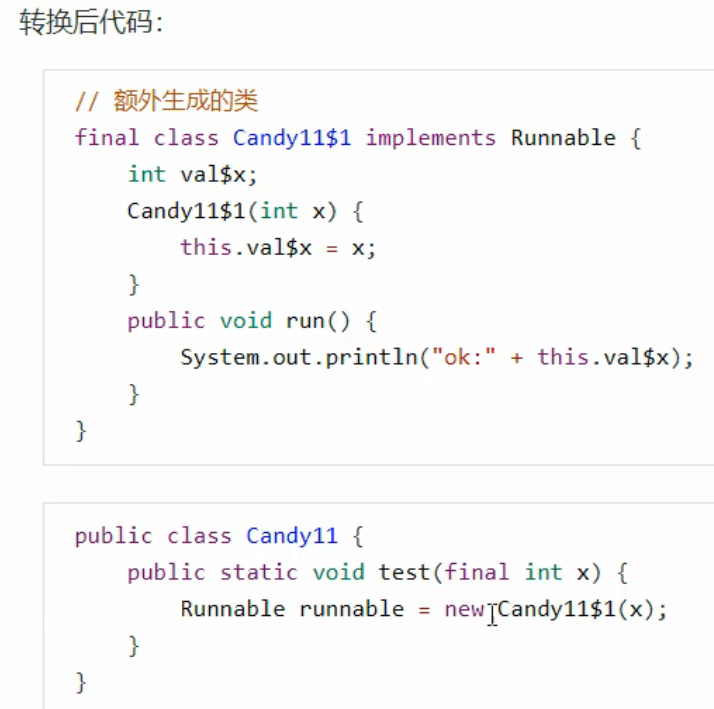 转换后代码：
// 额外生成的类
final class Candy11$1 implements Runnable {
int val$x;
Candy11$1(int x) {
this.val$x = x;
}
public void run() {
System.out.println("ok:" + this.val$x);
}
}
public class Candy11 {
public static void test(final int x) {
Runnable runnable = new Candy11$1(x);
}
}